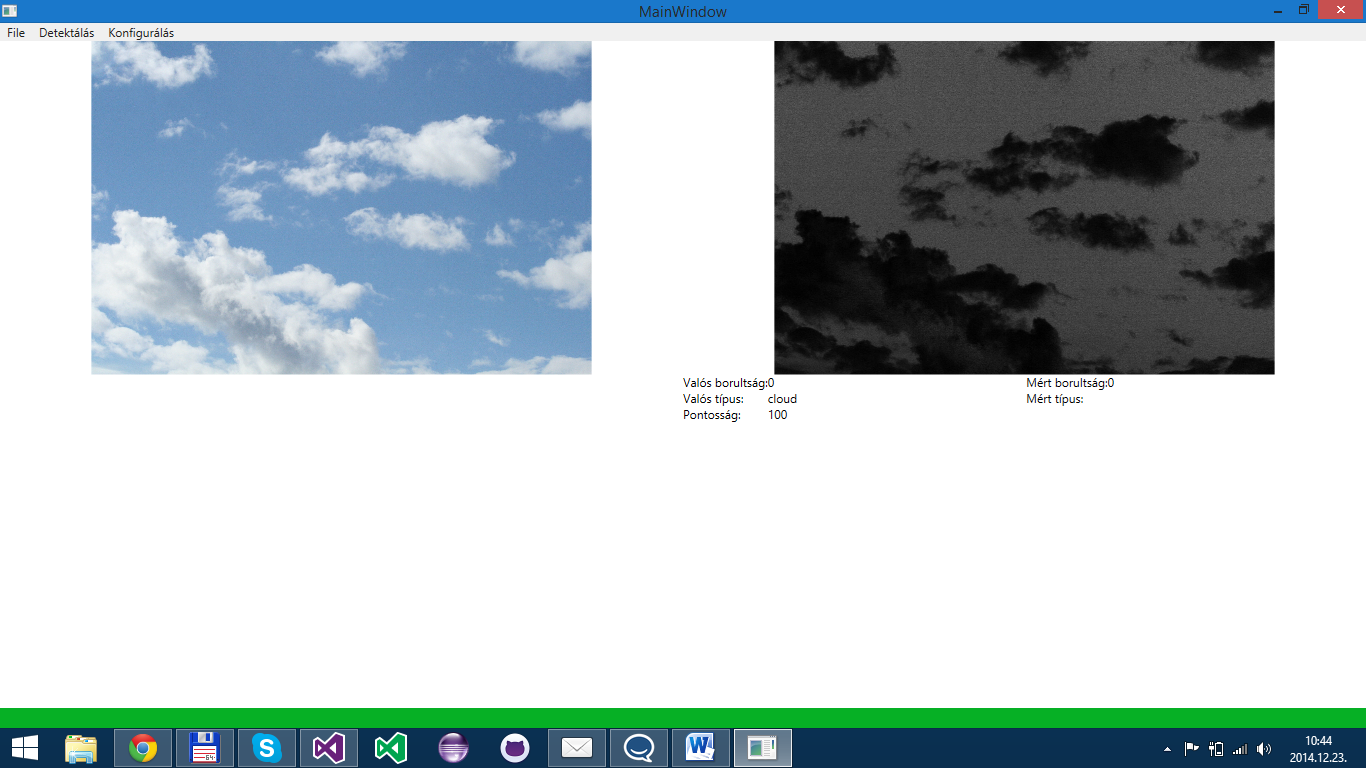 MainWindow
File Detektálás Konfigurálás
Valós borultság:0 Mért borultság:0
Valós típus: cloud Mért típus:
Pontosság: 100
64
10:44
2014.12.23.